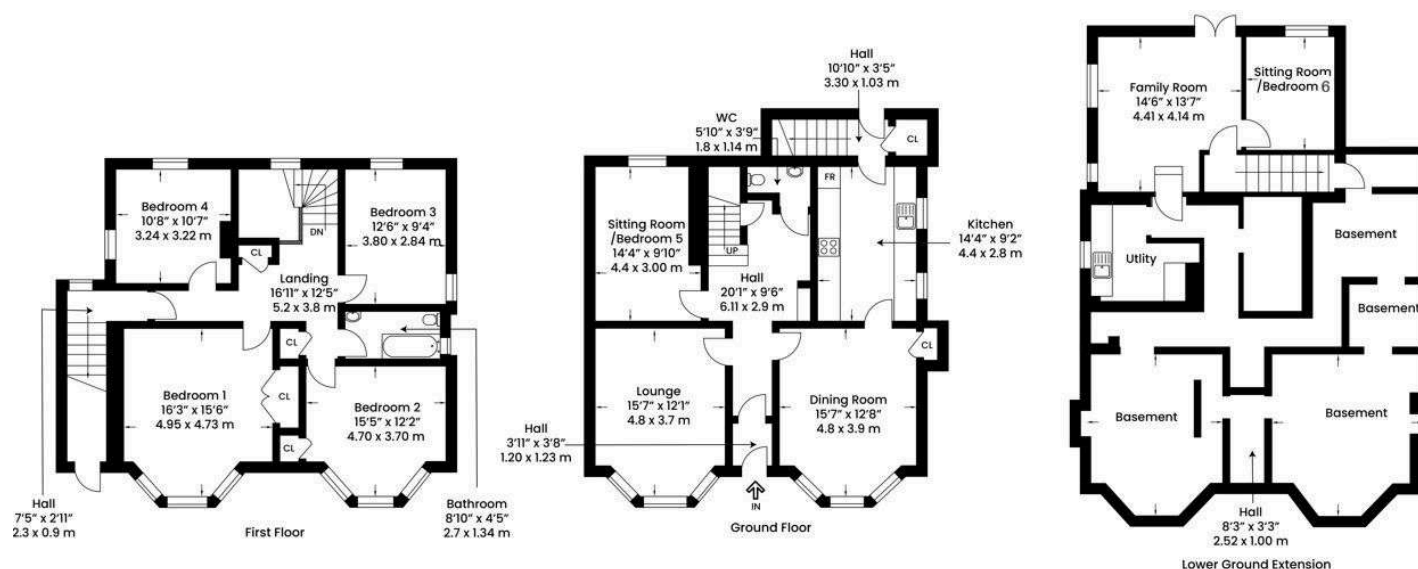 Bedroom 4
10'8" x 10'7"
3.24 x 3.22 m
DN
Bedroom 3
12'6" x 9'4"
3.80 x 2.84 m
CL
Landing
16'11" x 12'5"
5.2 x 3.8 m
CL
Bedroom 1
16'3" x 15'6"
4.95 x 4.73 m
CL
CL
Bedroom 2
15'5" x 12'2"
4.70 x 3.70 m
Hall
7'5" x 2'11"
2.3 x 0.9 m
Bathroom
8'10" x 4'5"
2.7 x 1.34 m
First Floor
Hall
10'10" x 3'5"
3.30 x 1.03 m
WC
5'10" x 3'9"
1.8 x 1.14 m
CL
FR
Sitting Room
/Bedroom 5
14'4" x 9'10"
4.4 x 3.00 m
UP
Hall
20'1" x 9'6"
6.11 x 2.9 m
Kitchen
14'4" x 9'2"
4.4 x 2.8 m
CL
Lounge
15'7" x 12'1"
4.8 x 3.7 m
Dining Room
15'7" x 12'8"
4.8 x 3.9 m
Hall
3'11" x 3'8"
1.20 x 1.23 m
IN
Ground Floor
Family Room
14'6" x 13'7"
4.41 x 4.14 m
Sitting Room
/Bedroom 6
Utlity
Basement
Basement
Basement
Basement
Hall
8'3" x 3'3"
2.52 x 1.00 m
Lower Ground Extension